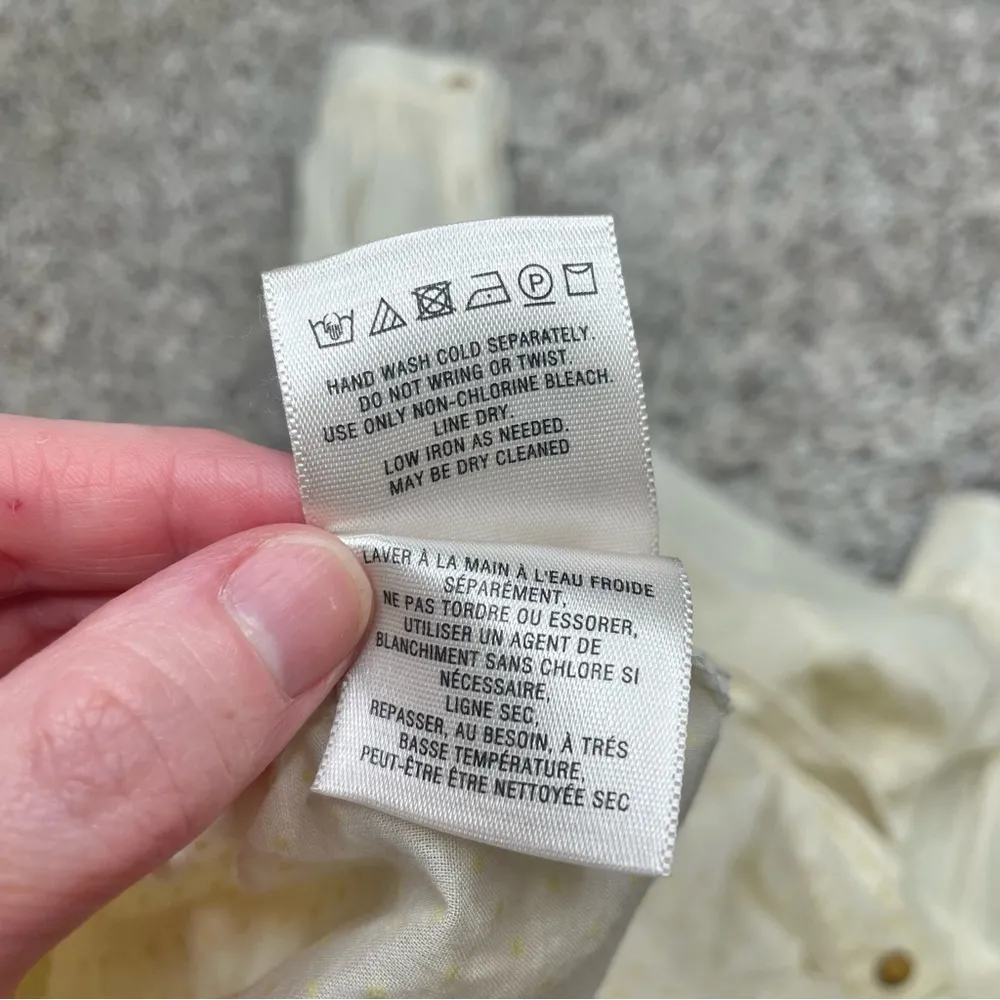 P
HAND WASH COLD SEPARATELY.
DO NOT WRING OR TWIST.
USE ONLY NON-CHLORINE BLEACH.
LINE DRY.
LOW IRON AS NEEDED.
MAY BE DRY CLEANED
LAVER À LA MAIN À L'EAU FROIDE
SÉPARÉMENT,
NE PAS TORDRE OU ESSORER,
UTILISER UN AGENT DE
BLANCHIMENT SANS CHLORE SI
NÉCESSAIRE,
LIGNE SEC,
REPASSER, AU BESOIN, À TRÉS
BASSE TEMPÉRATURE,
PEUT-ÊTRE ÊTRE NETTOYÉE SEC